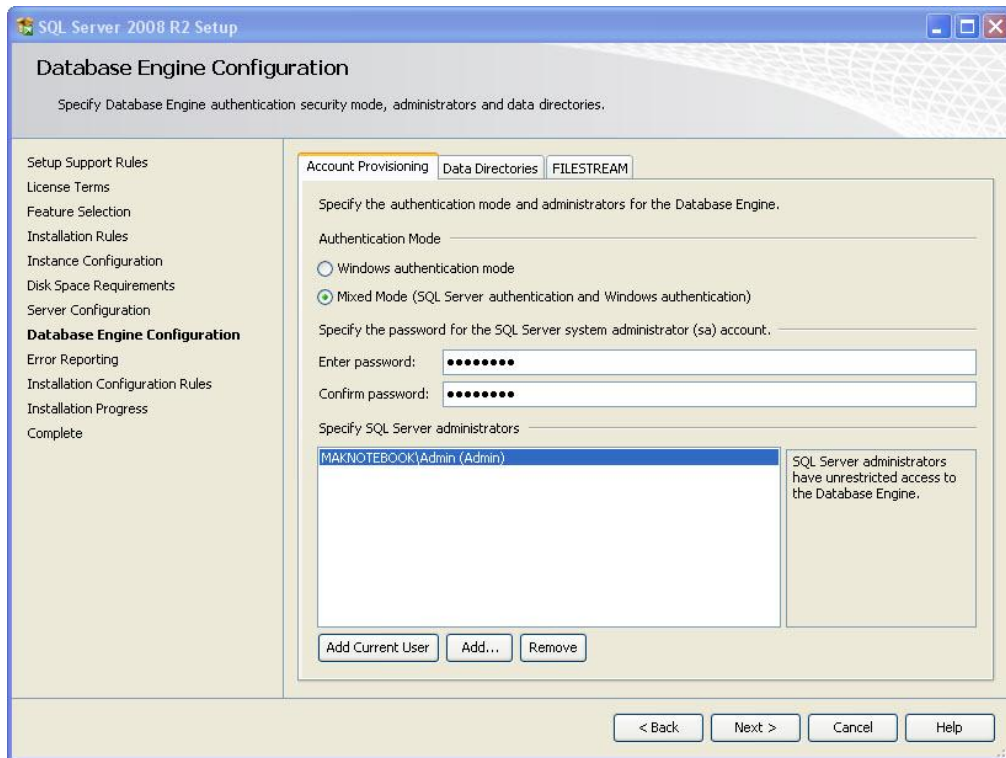 SQL Server 2008 R2 Setup
Database Engine Configuration
Specify Database Engine authentication security mode, administrators and data directories.
Setup Support Rules
License Terms
Feature Selection
Installation Rules
Instance Configuration
Disk Space Requirements
Server Configuration
Database Engine Configuration
Error Reporting
Installation Configuration Rules
Installation Progress
Complete
Account Provisioning Data Directories FILESTREAM
Specify the authentication mode and administrators for the Database Engine.
Authentication Mode
Windows authentication mode
Mixed Mode (SQL Server authentication and Windows authentication)
Specify the password for the SQL Server system administrator (sa) account.
Enter password: ●●●●●●●●
Confirm password: ●●●●●●●●
Specify SQL Server administrators
MAKNOTEBOOK\Admin (Admin)
SQL Server administrators
have unrestricted access to
the Database Engine.
Add Current User Add... Remove
< Back Next > Cancel Help